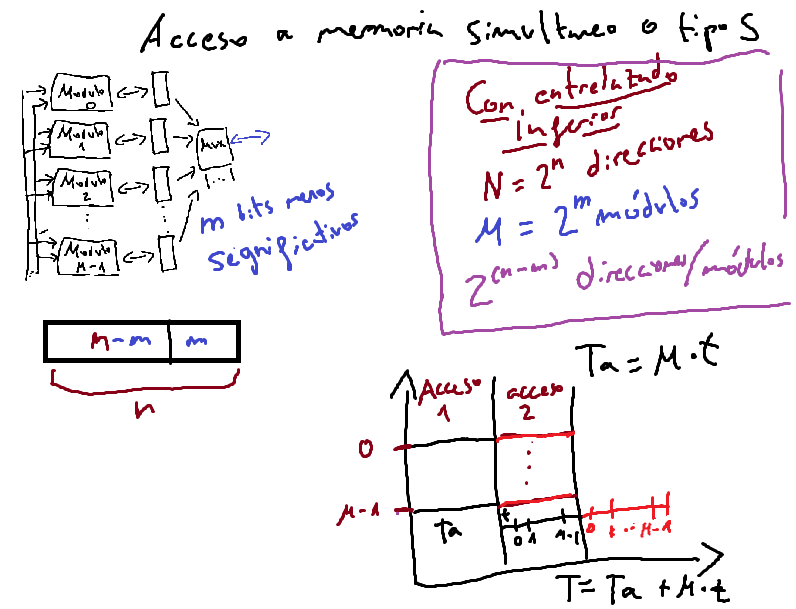 Acceso a memoria simultaneo o tipo S
Modulo
0
Modulo
1
Modulo
2
Modulo
M-1
Mux
...
m bits menos
significativos
Con entrelazado
inferior
N = 2^n direcciones
M = 2^m módulos
2^(n-m) direcciones/módulos
n-m m
n
Ta = M·t
Acceso
1
acceso
2
0
M-1
Ta
t
0 1 M-1
0 1 ... M-1
T = Ta + M·t